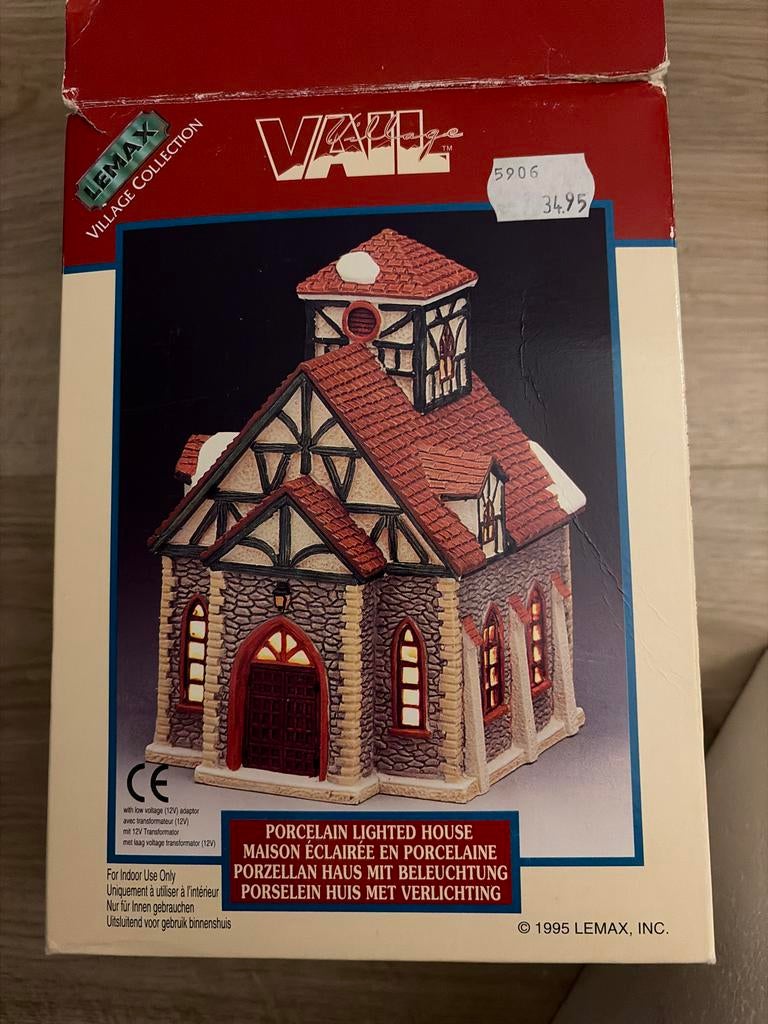 LEMAX
VILLAGE COLLECTION
VAIL Village ™
5906
34.95
CE
with low voltage (12V) adaptor
avec transformateur (12V)
mit 12V Transformator
met laag voltage transformator (12V)
PORCELAIN LIGHTED HOUSE
MAISON ÉCLAIRÉE EN PORCELAINE
PORZELLAN HAUS MIT BELEUCHTUNG
PORSELEIN HUIS MET VERLICHTING
For Indoor Use Only
Uniquement à utiliser à l'intérieur
Nur für Innen gebrauchen
Uitsluitend voor gebruik binnenshuis
© 1995 LEMAX, INC.